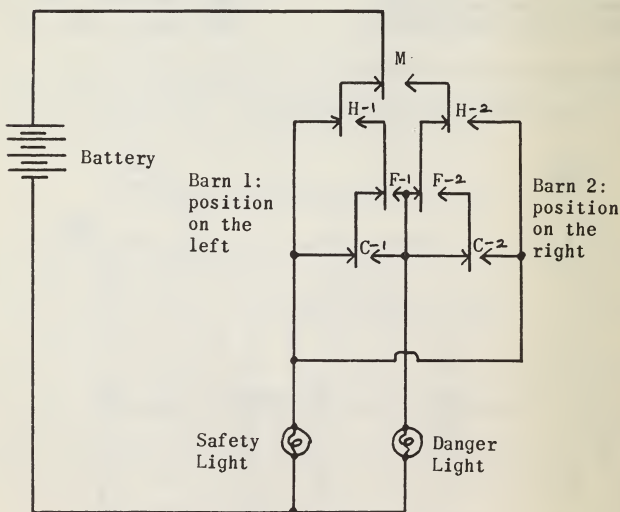 M
H-1
H-2
Battery
Barn 1:
position
on the
left
F-1
F-2
Barn 2:
position
on the
right
C-1
C-2
Safety
Light
Danger
Light